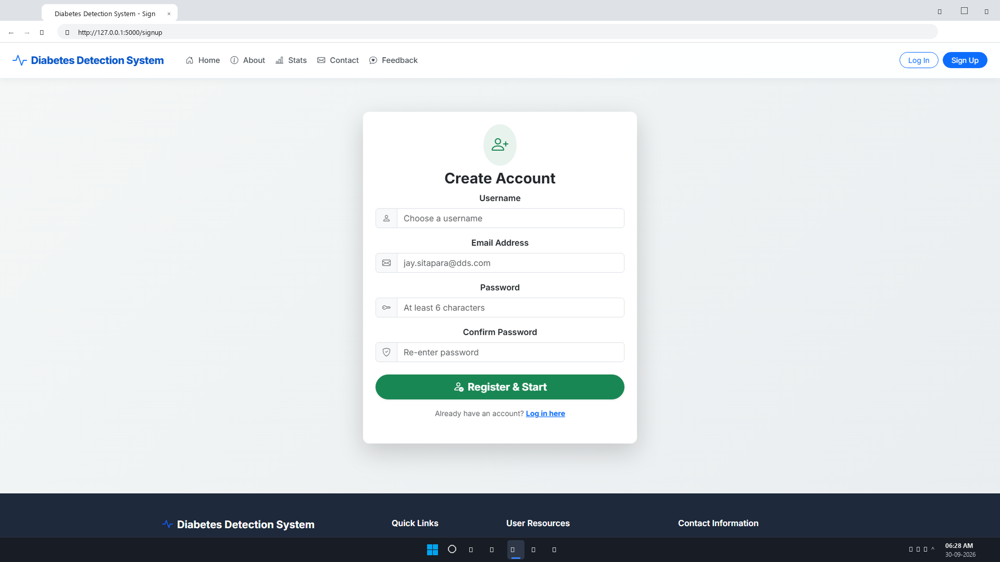 Diabetes Detection System - Sign ×
http://127.0.0.1:5000/signup
Diabetes Detection System Home About Stats Contact Feedback Log In Sign Up
Create Account
Username
Choose a username
Email Address
jay.sitapara@dds.com
Password
At least 6 characters
Confirm Password
Re-enter password
Register & Start
Already have an account? Log in here
Diabetes Detection System Quick Links User Resources Contact Information
06:28 AM
30-09-2026